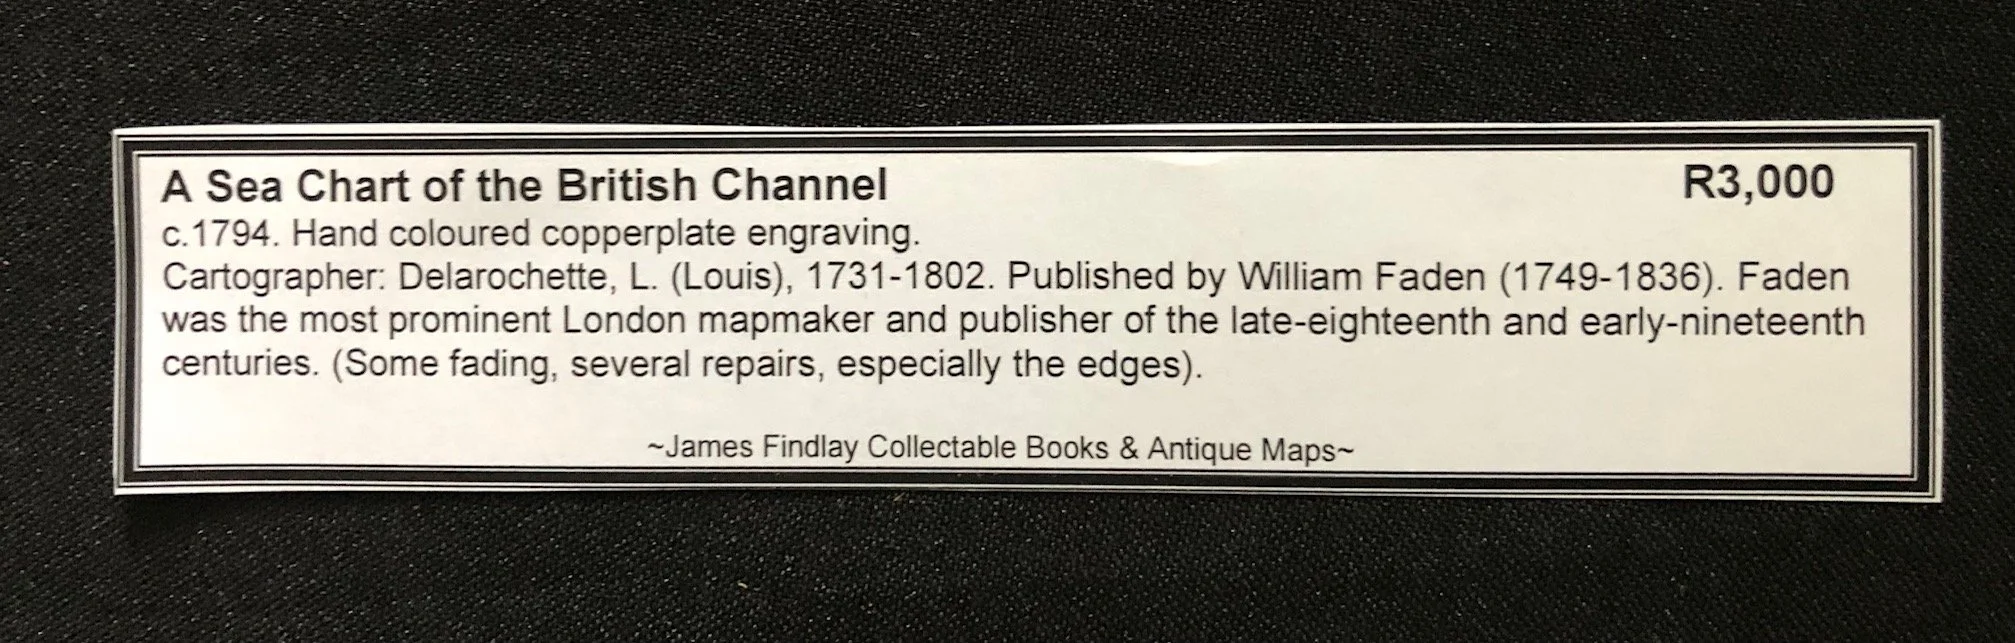 A Sea Chart of the British Channel R3,000
c.1794. Hand coloured copperplate engraving.
Cartographer: Delarochette, L. (Louis), 1731-1802. Published by William Faden (1749-1836). Faden
was the most prominent London mapmaker and publisher of the late-eighteenth and early-nineteenth
centuries. (Some fading, several repairs, especially the edges).
~James Findlay Collectable Books & Antique Maps~